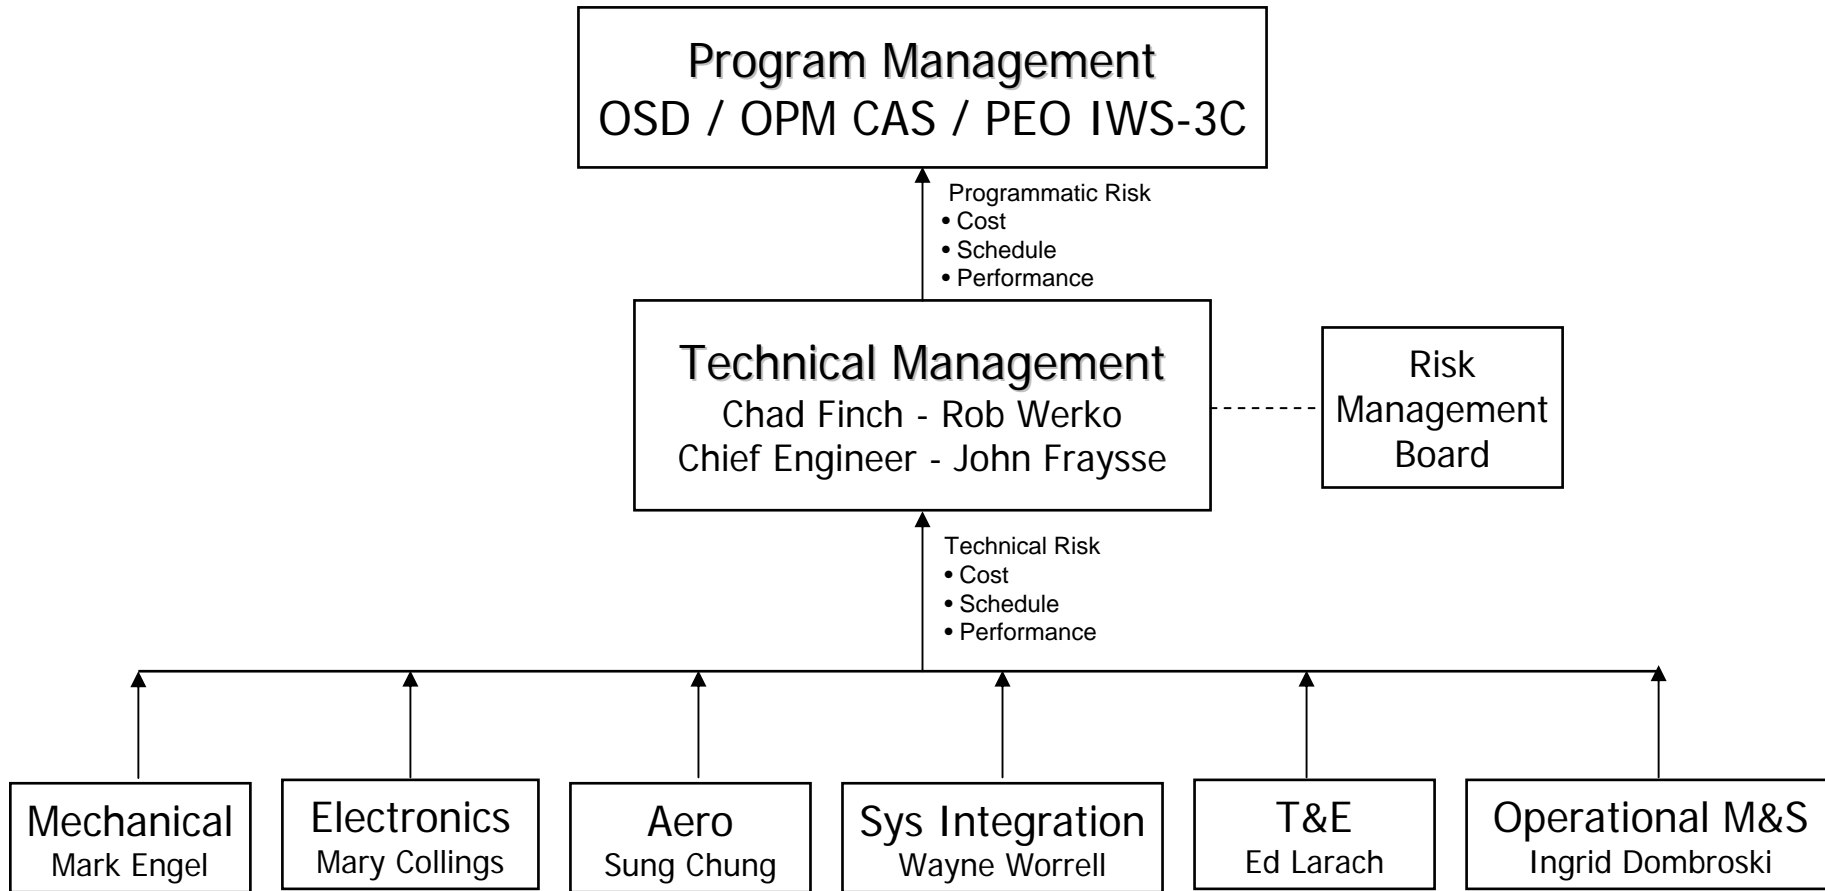 Program Management
OSD / OPM CAS / PEO IWS-3C
Programmatic Risk
• Cost
• Schedule
• Performance
Technical Management
Chad Finch - Rob Werko
Chief Engineer - John Fraysse
Risk
Management
Board
Technical Risk
• Cost
• Schedule
• Performance
Mechanical
Mark Engel
Electronics
Mary Collings
Aero
Sung Chung
Sys Integration
Wayne Worrell
T&E
Ed Larach
Operational M&S
Ingrid Dombroski